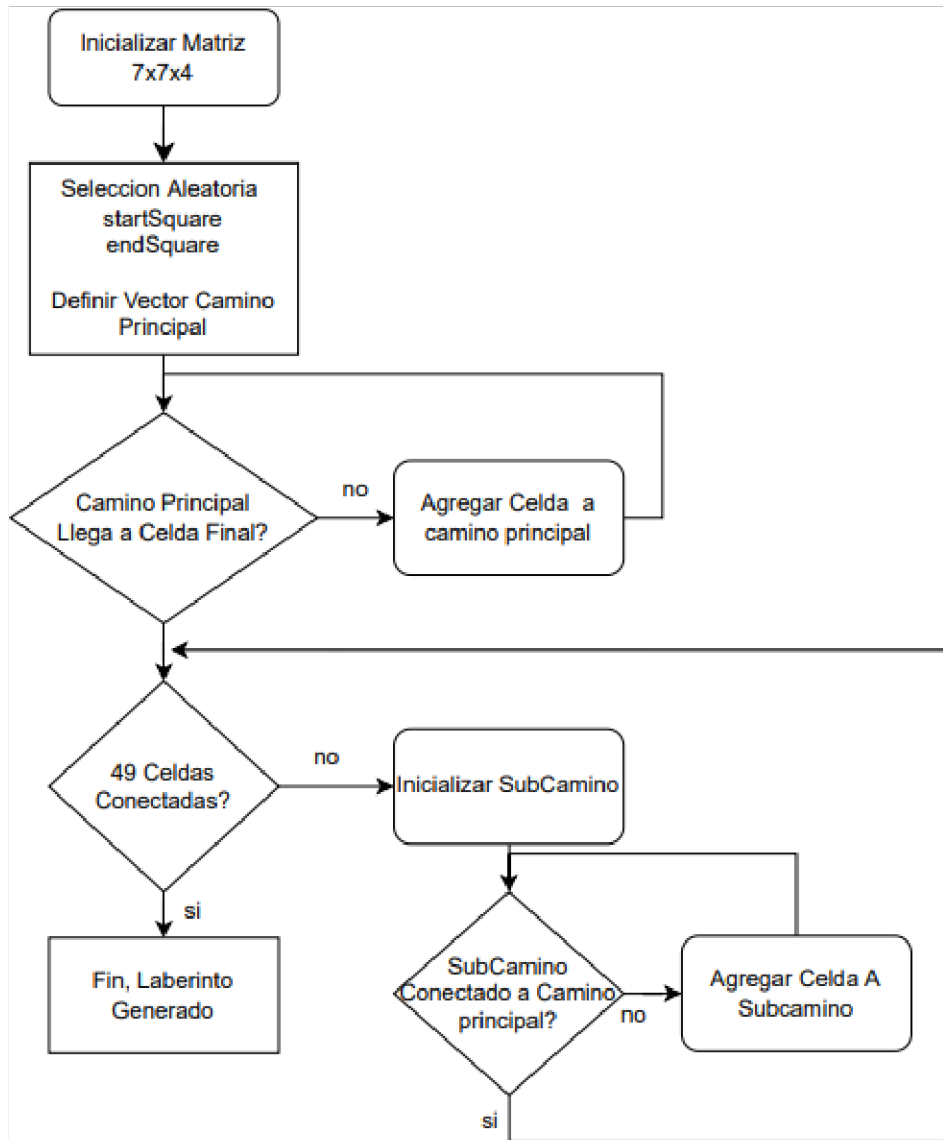 Inicializar Matriz
7x7x4
Seleccion Aleatoria
startSquare
endSquare
Definir Vector Camino
Principal
Camino Principal
Llega a Celda Final?
no
Agregar Celda a
camino principal
49 Celdas
Conectadas?
no
Inicializar SubCamino
si
Fin, Laberinto
Generado
SubCamino
Conectado a Camino
principal?
no
Agregar Celda A
Subcamino
si